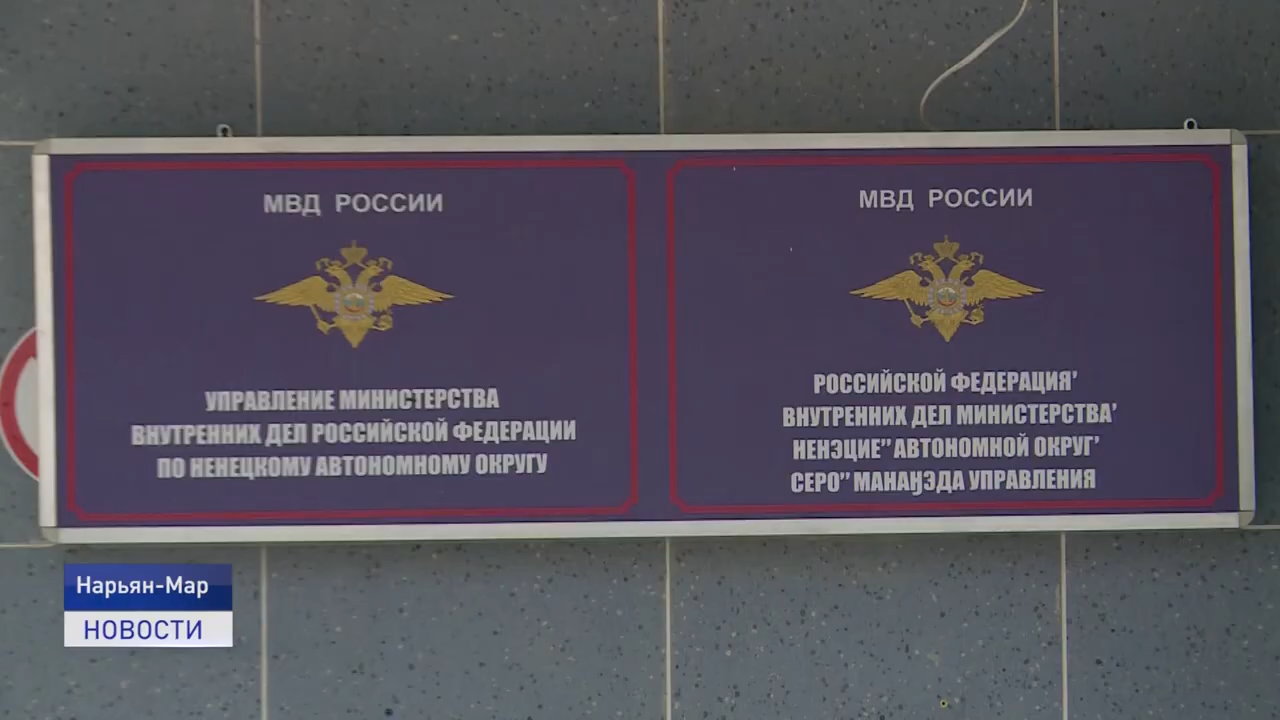 МВД РОССИИ
УПРАВЛЕНИЕ МИНИСТЕРСТВА
ВНУТРЕННИХ ДЕЛ РОССИЙСКОЙ ФЕДЕРАЦИИ
ПО НЕНЕЦКОМУ АВТОНОМНОМУ ОКРУГУ
МВД РОССИИ
РОССИЙСКОЙ ФЕДЕРАЦИЯ’
ВНУТРЕННИХ ДЕЛ МИНИСТЕРСТВА’
НЕНЭЦИЕ” АВТОНОМНОЙ ОКРУГ’
СЕРО” МАНАӇЭДА УПРАВЛЕНИЯ
Нарьян-Мар
НОВОСТИ